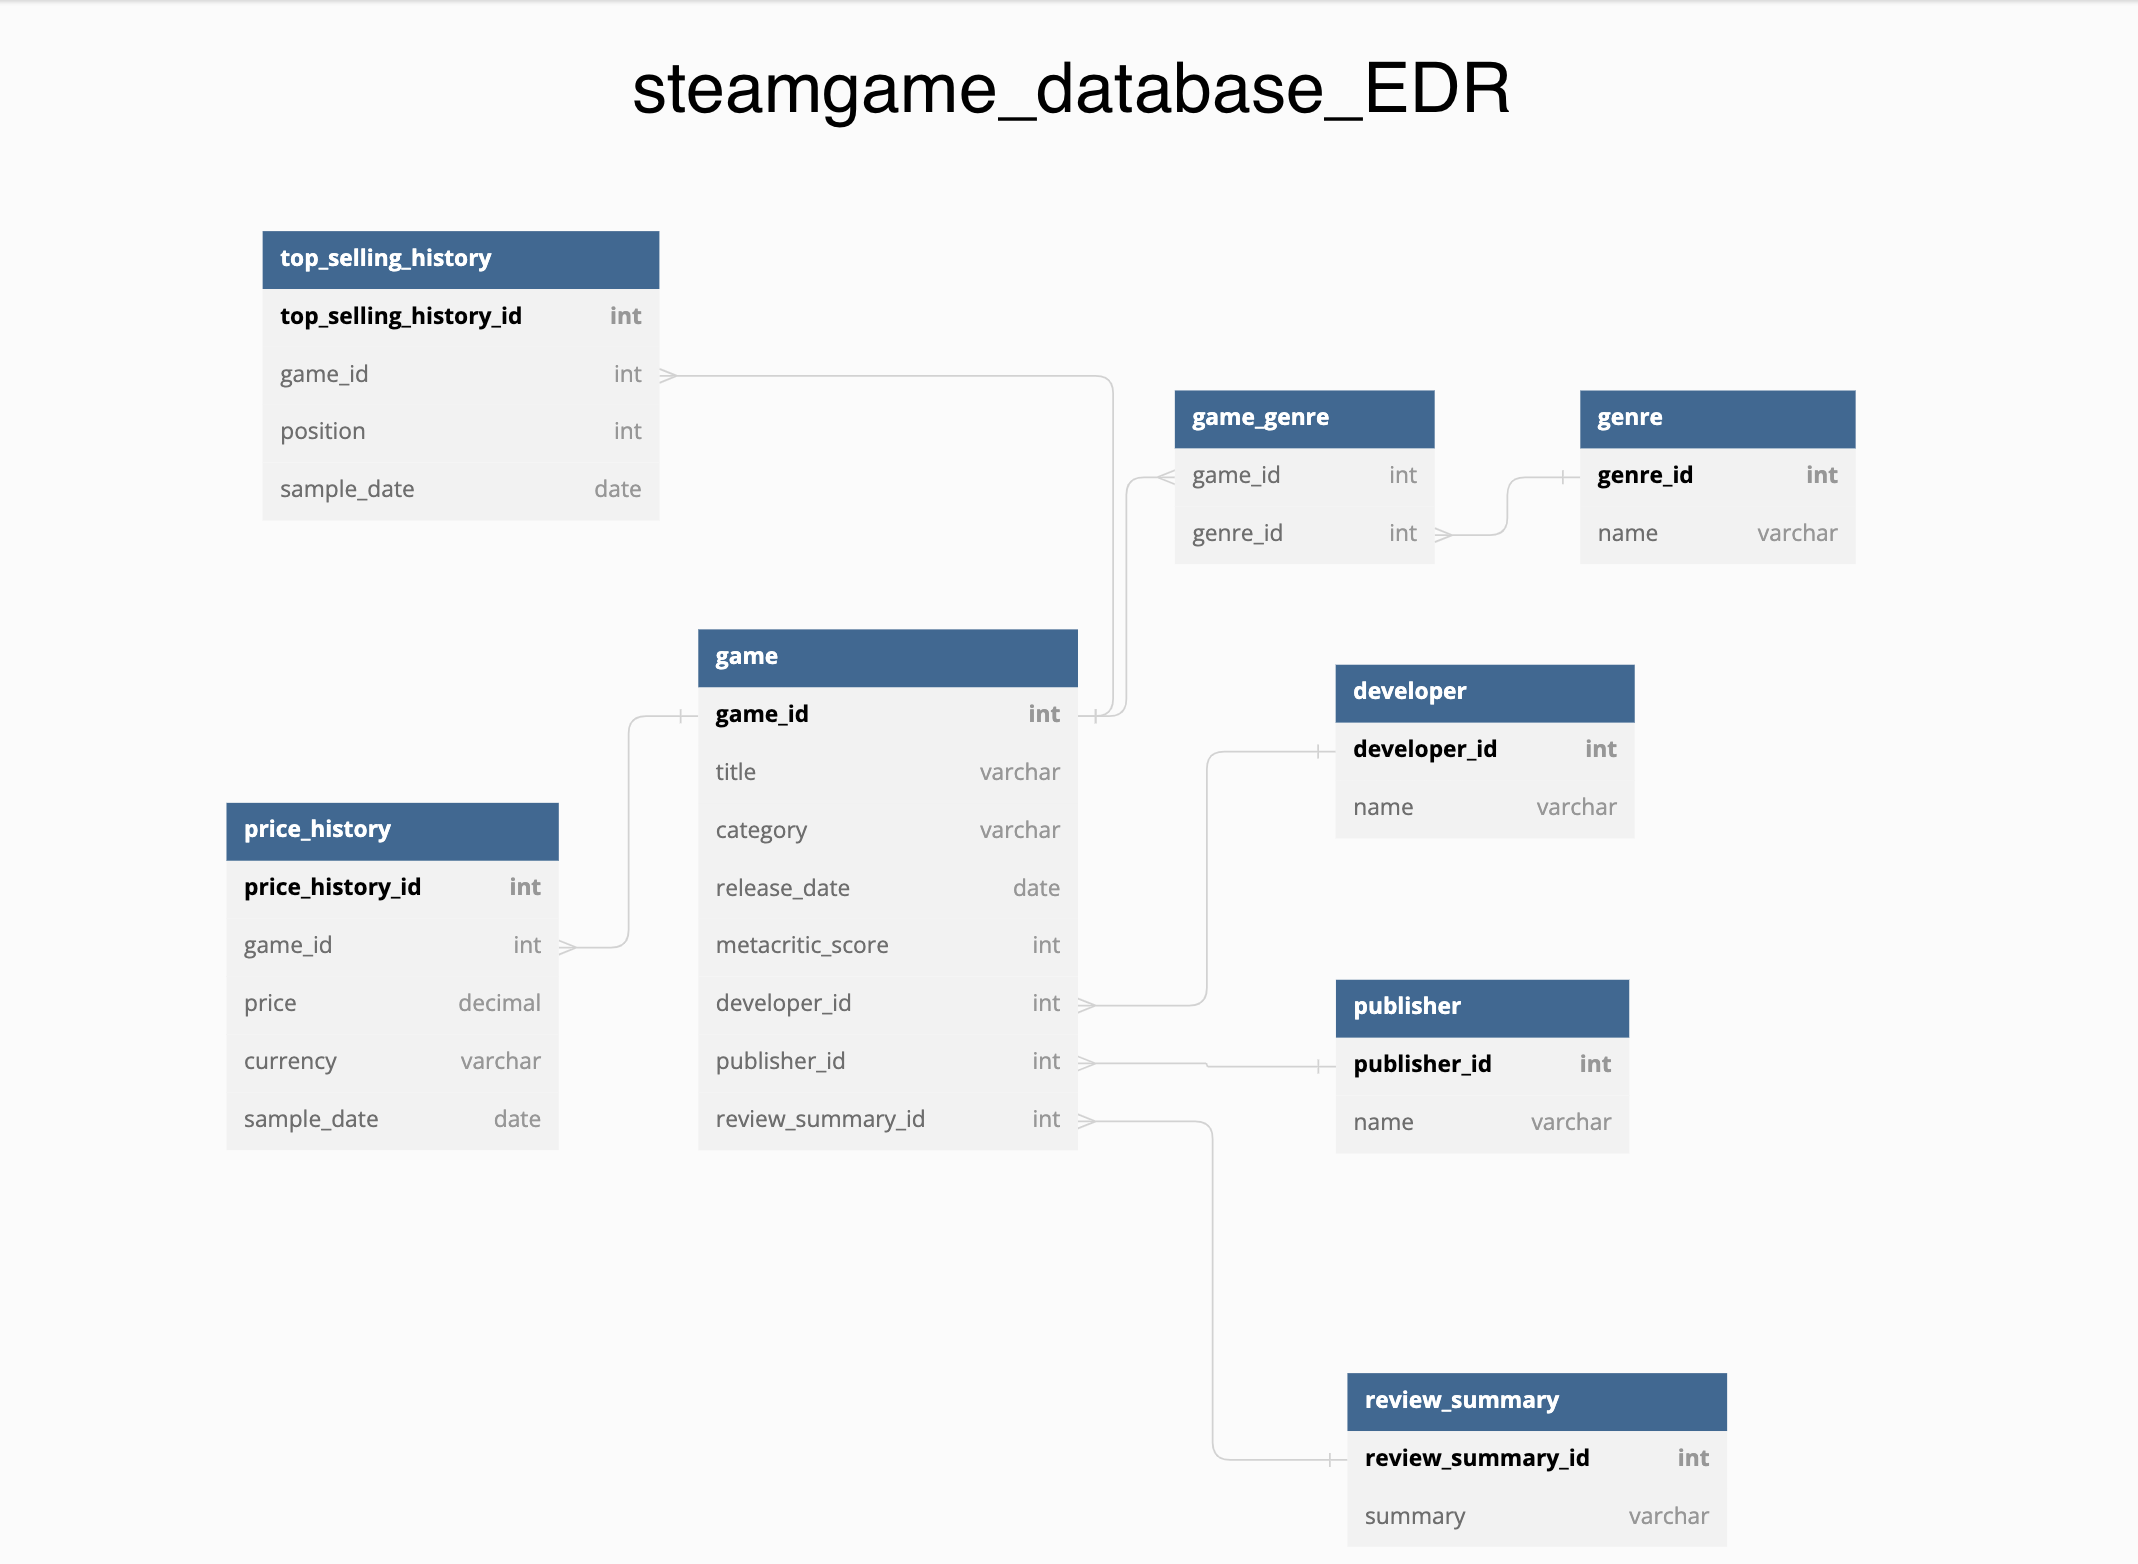 steamgame_database_EDR
top_selling_history
top_selling_history_id int
game_id int
position int
sample_date date
game_genre
game_id int
genre_id int
genre
genre_id int
name varchar
game
game_id int
title varchar
category varchar
release_date date
metacritic_score int
developer_id int
publisher_id int
review_summary_id int
developer
developer_id int
name varchar
price_history
price_history_id int
game_id int
price decimal
currency varchar
sample_date date
publisher
publisher_id int
name varchar
review_summary
review_summary_id int
summary varchar